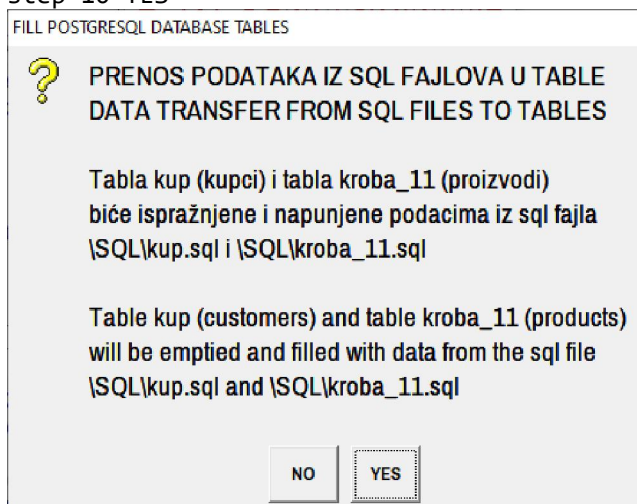 Step 10 YES
FILL POSTGRESQL DATABASE TABLES
PRENOS PODATAKA IZ SQL FAJLOVA U TABLE
DATA TRANSFER FROM SQL FILES TO TABLES
Tabla kup (kupci) i tabla kroba_11 (proizvodi)
biće ispražnjene i napunjene podacima iz sql fajla
\SQL\kup.sql i \SQL\kroba_11.sql
Table kup (customers) and table kroba_11 (products)
will be emptied and filled with data from the sql file
\SQL\kup.sql and \SQL\kroba_11.sql
NO YES